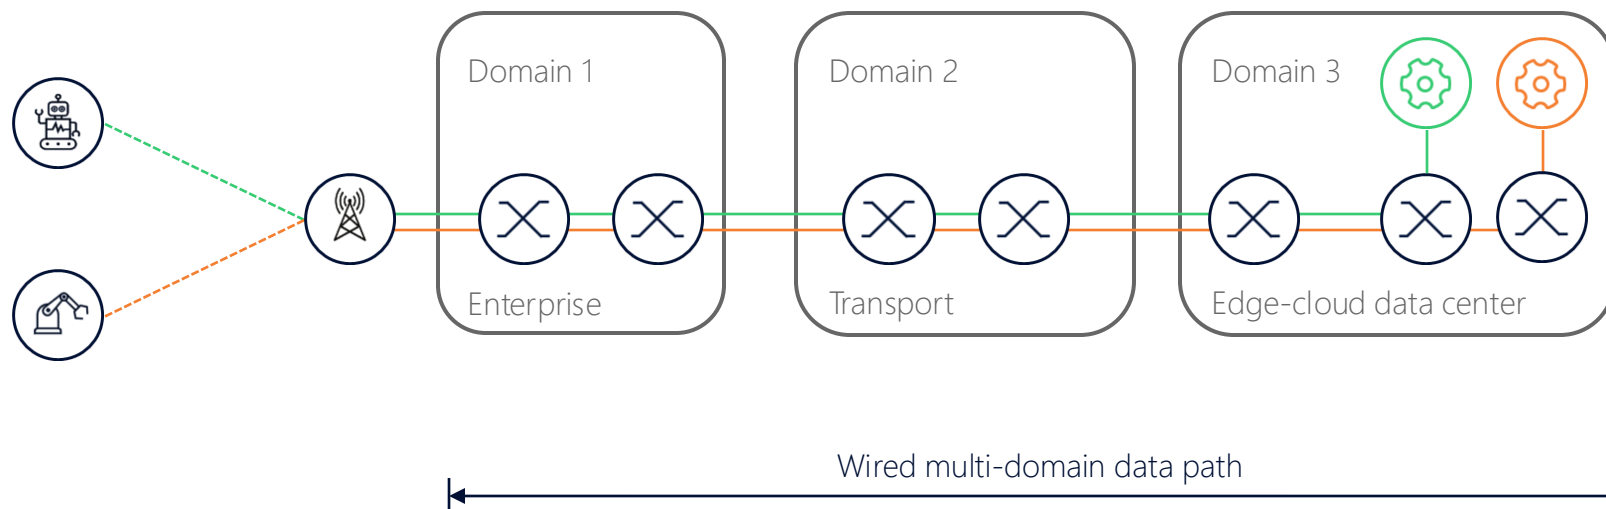 Domain 1
Domain 2
Domain 3
Enterprise
Transport
Edge-cloud data center
Wired multi-domain data path